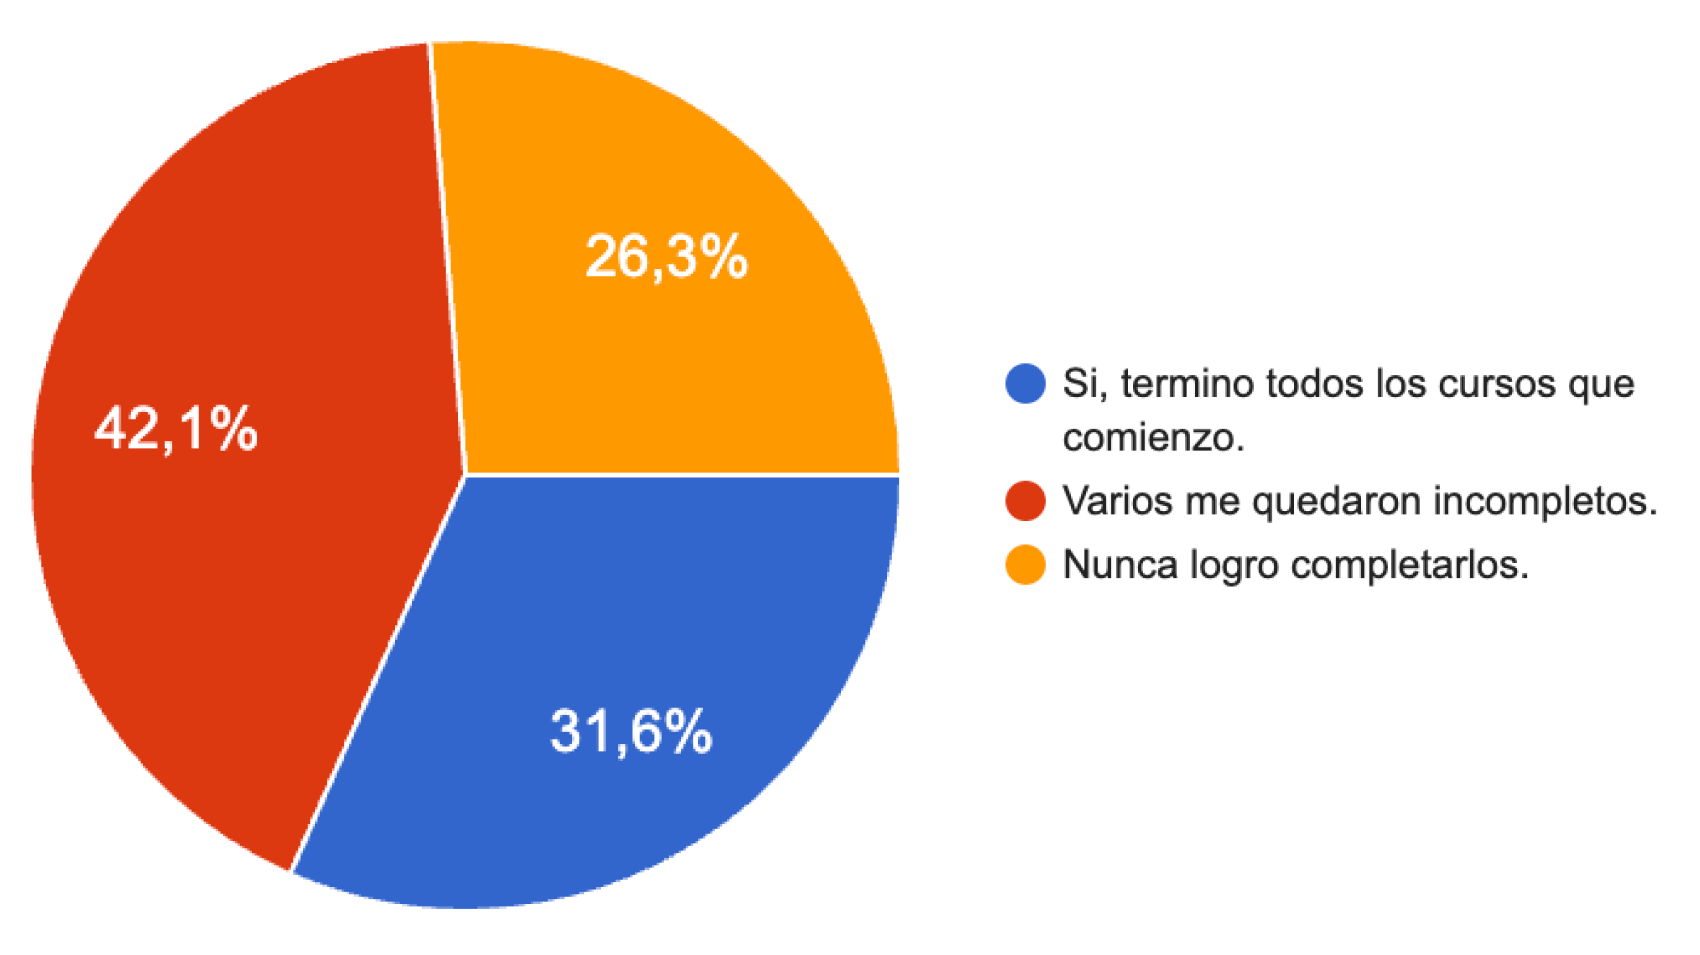 26,3%
42,1%
31,6%
Si, termino todos los cursos que
comienzo.
Varios me quedaron incompletos.
Nunca logro completarlos.